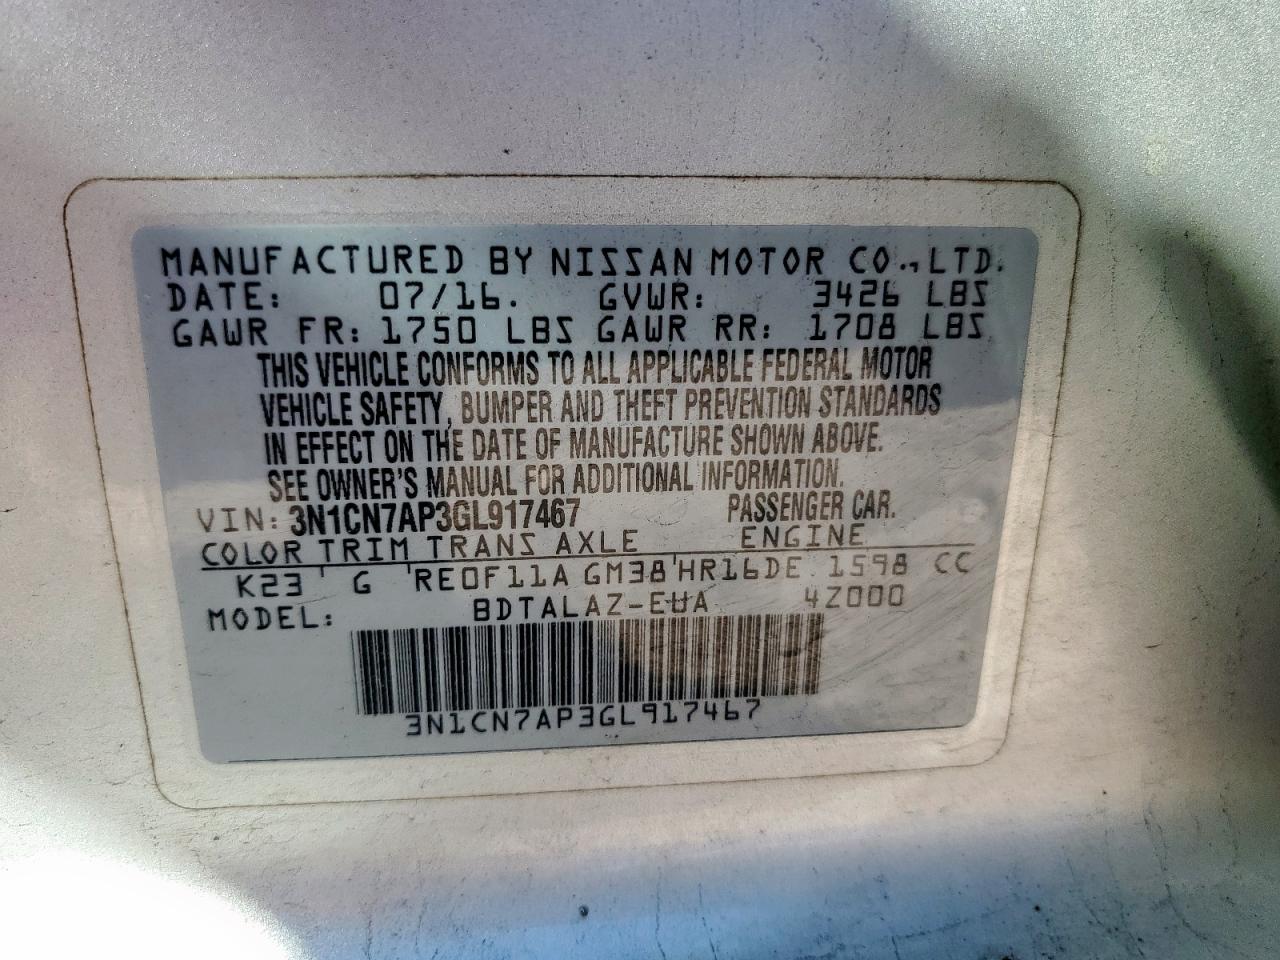 MANUFACTURED BY NISSAN MOTOR CO., LTD.
DATE: 07/16. GVWR: 3426 LBS
GAWR FR: 1750 LBS GAWR RR: 1708 LBS
THIS VEHICLE CONFORMS TO ALL APPLICABLE FEDERAL MOTOR
VEHICLE SAFETY, BUMPER AND THEFT PREVENTION STANDARDS
IN EFFECT ON THE DATE OF MANUFACTURE SHOWN ABOVE.
SEE OWNER'S MANUAL FOR ADDITIONAL INFORMATION.
VIN: 3N1CN7AP3GL917467 PASSENGER CAR.
COLOR TRIM TRANS AXLE ENGINE
K23 G RE0F11A GM38 HR16DE 1598 CC
MODEL: BDTALAZ-EUA 4Z000
3N1CN7AP3GL917467